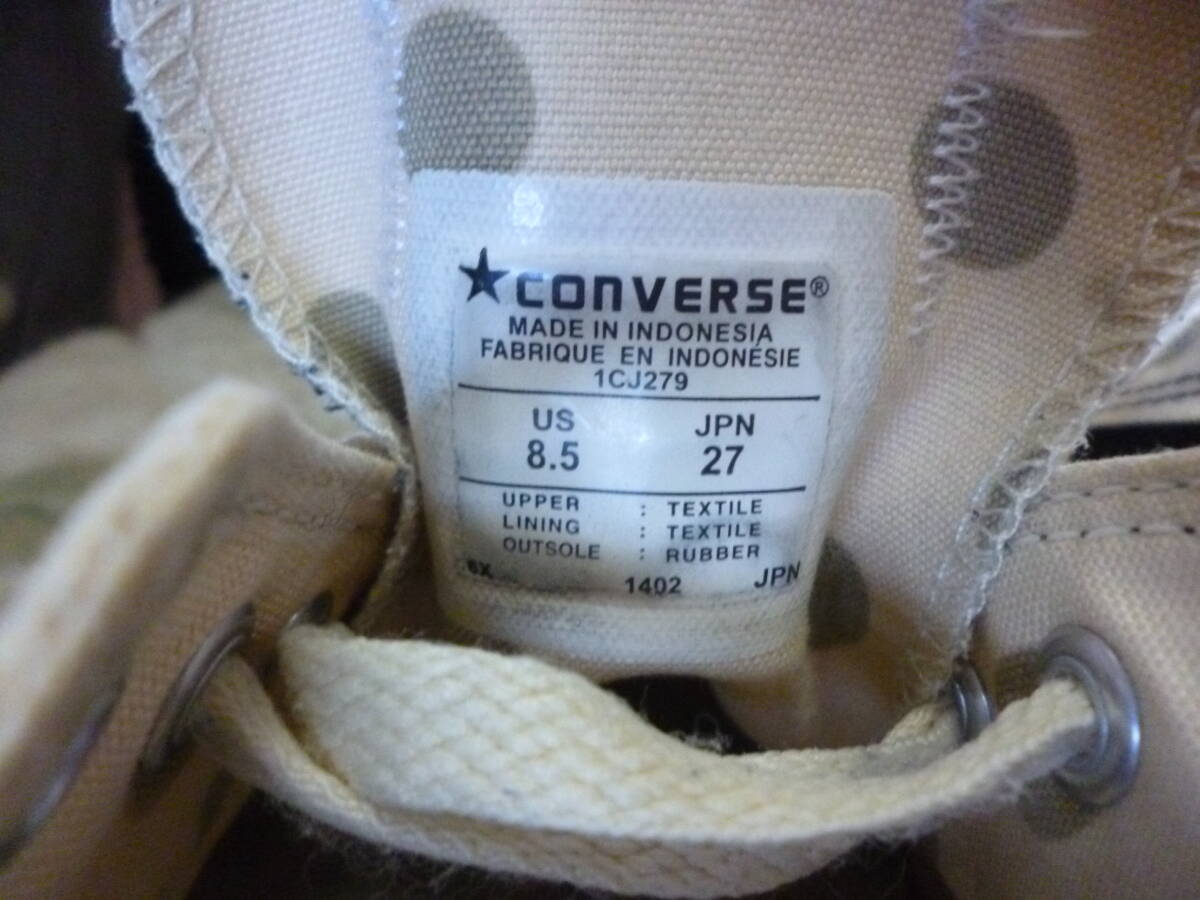 ★CONVERSE®
MADE IN INDONESIA
FABRIQUE EN INDONÉSIE
1CJ279
US JPN
8.5 27
UPPER : TEXTILE
LINING : TEXTILE
OUTSOLE : RUBBER
1402 JPN